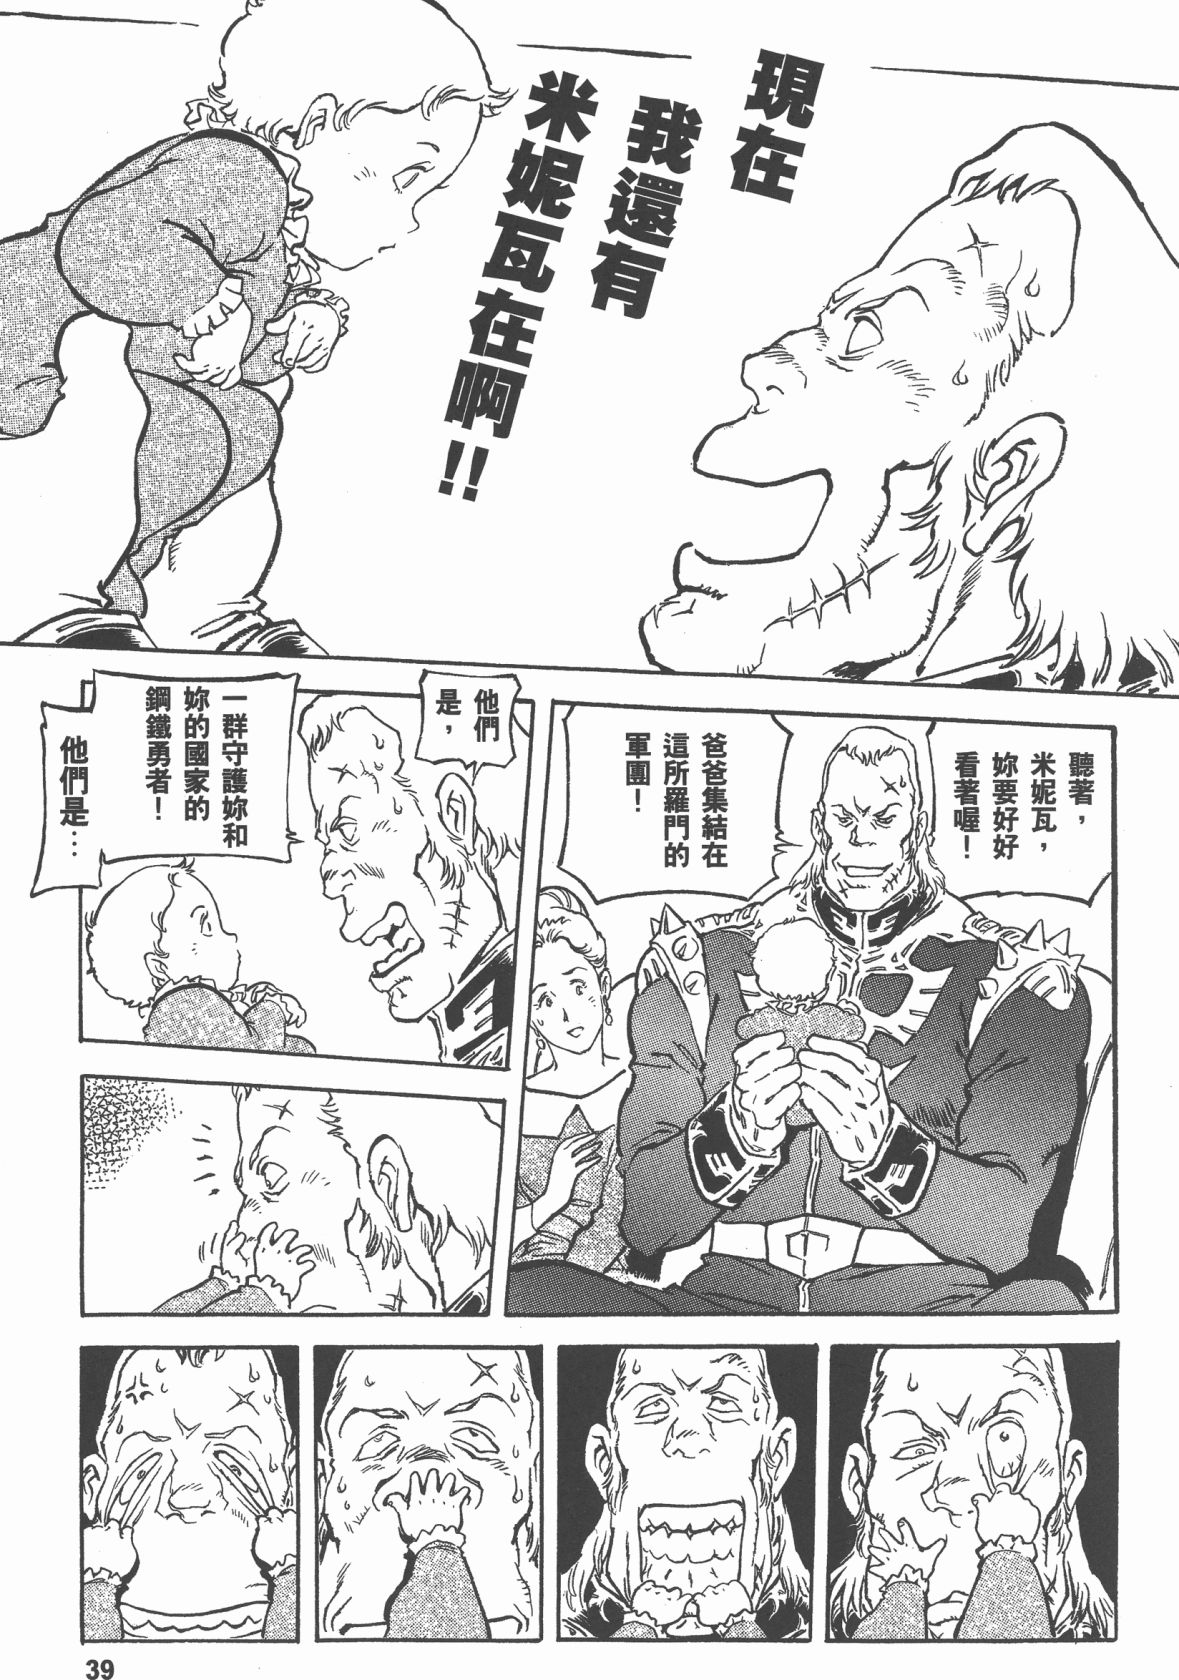 現在
我還有
米妮瓦在啊!!
聽著，
米妮瓦，
妳要好好
看著喔！
爸爸集結在
這所羅門的
軍團！
他們
是，
一群守護妳和
妳的國家的
鋼鐵勇者！
他們是…
39